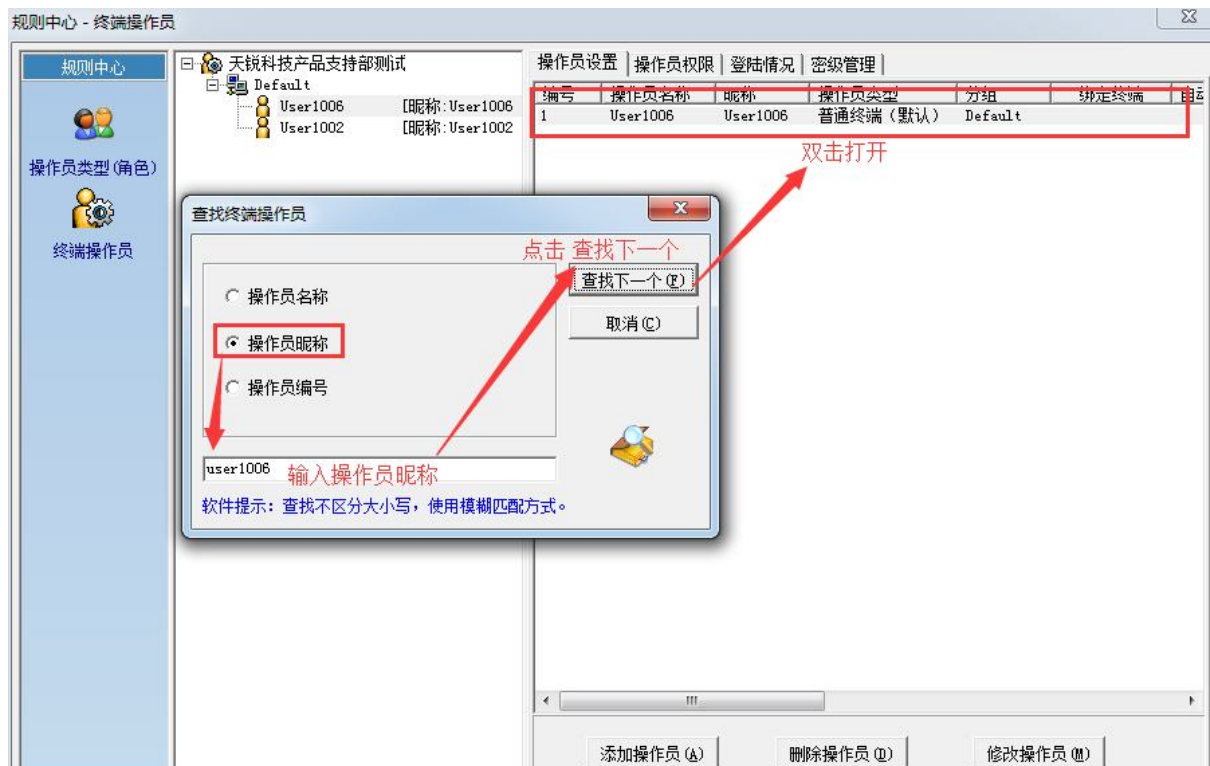 规则中心 - 终端操作员
规则中心
操作员类型(角色)
终端操作员
天锐科技产品支持部测试
Default
User1006 [昵称:User1006
User1002 [昵称:User1002
操作员设置 操作员权限 登陆情况 密级管理
编号 操作员名称 昵称 操作员类型 分组 绑定终端
1 User1006 User1006 普通终端（默认） Default
双击打开
查找终端操作员
点击 查找下一个
查找下一个(F)
操作员名称
取消(C)
操作员昵称
操作员编号
user1006
输入操作员昵称
软件提示：查找不区分大小写，使用模糊匹配方式。
添加操作员(A) 删除操作员(D) 修改操作员(M)